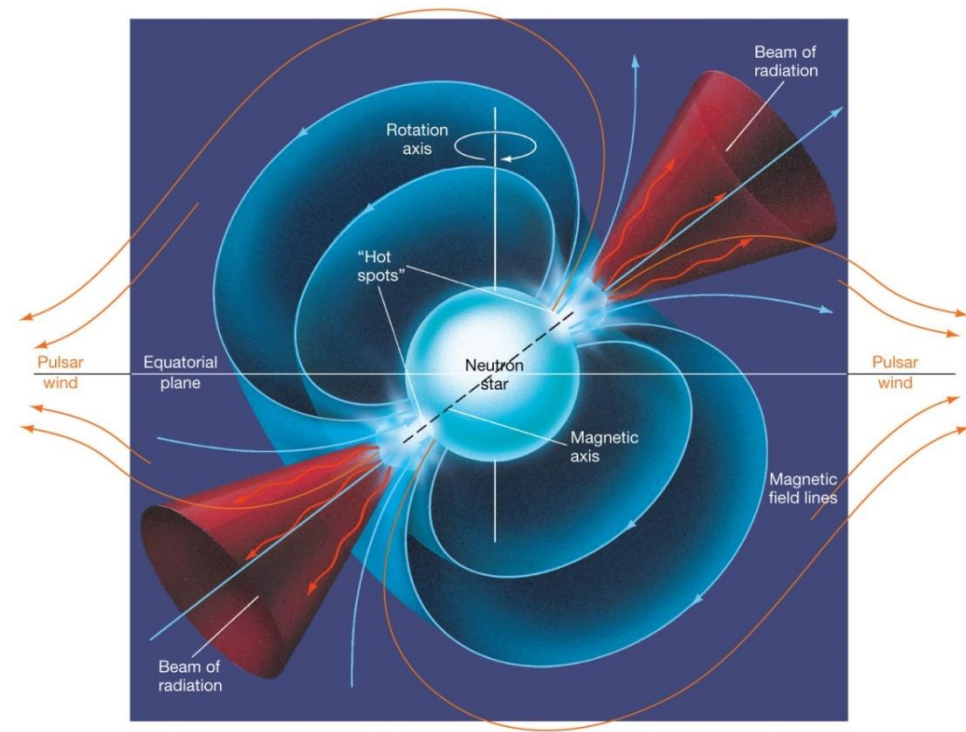 Beam of
radiation
Rotation
axis
“Hot
spots”
Pulsar
wind
Equatorial
plane
Neutron
star
Pulsar
wind
Magnetic
axis
Magnetic
field lines
Beam of
radiation